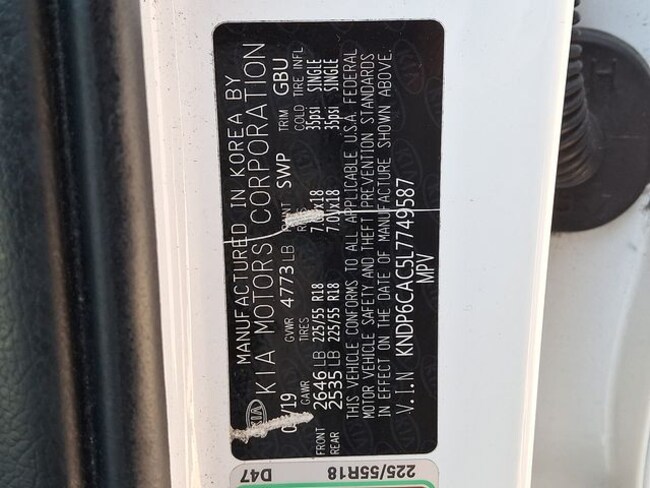 MANUFACTURED IN KOREA BY
KIA MOTORS CORPORATION
/19 GVWR 4773 LB PAINT SWP TRIM GBU
GAWR TIRES RIMS COLD TIRE INFL
FRONT 2646 LB 225/55 R18 7.0Jx18 35psi SINGLE
REAR 2535 LB 225/55 R18 7.0Jx18 35psi SINGLE
THIS VEHICLE CONFORMS TO ALL APPLICABLE U.S.A. FEDERAL
MOTOR VEHICLE SAFETY AND THEFT PREVENTION STANDARDS
IN EFFECT ON THE DATE OF MANUFACTURE SHOWN ABOVE.
V.I.N KNDP6CAC5L7749587
MPV
D47 225/55R18